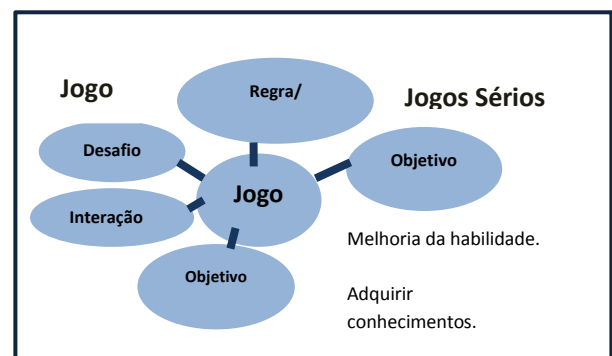 Jogo
Regra/
Jogos Sérios
Desafio
Objetivo
Jogo
Interação
Melhoria da habilidade.
Objetivo
Adquirir
conhecimentos.